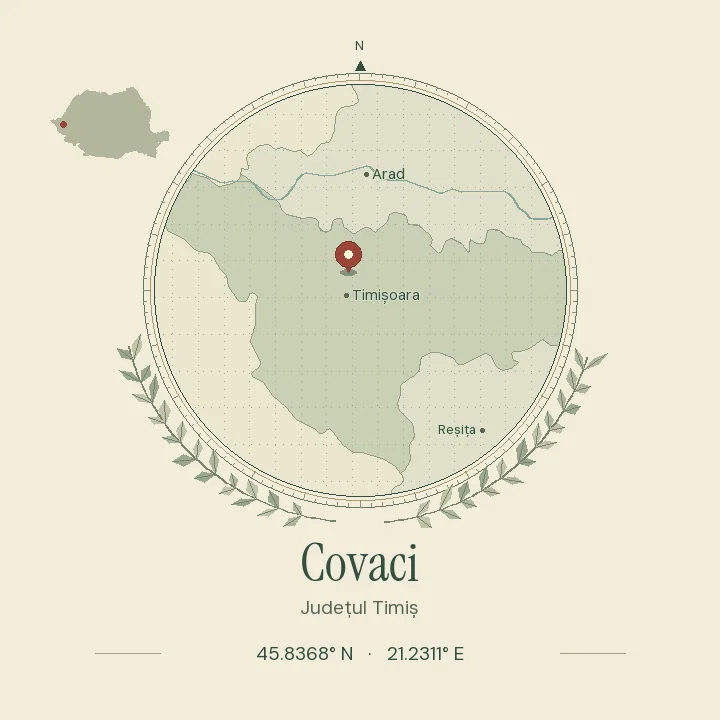 N
Arad
Timișoara
Reșița
Covaci
Județul Timiș
45.8368° N · 21.2311° E